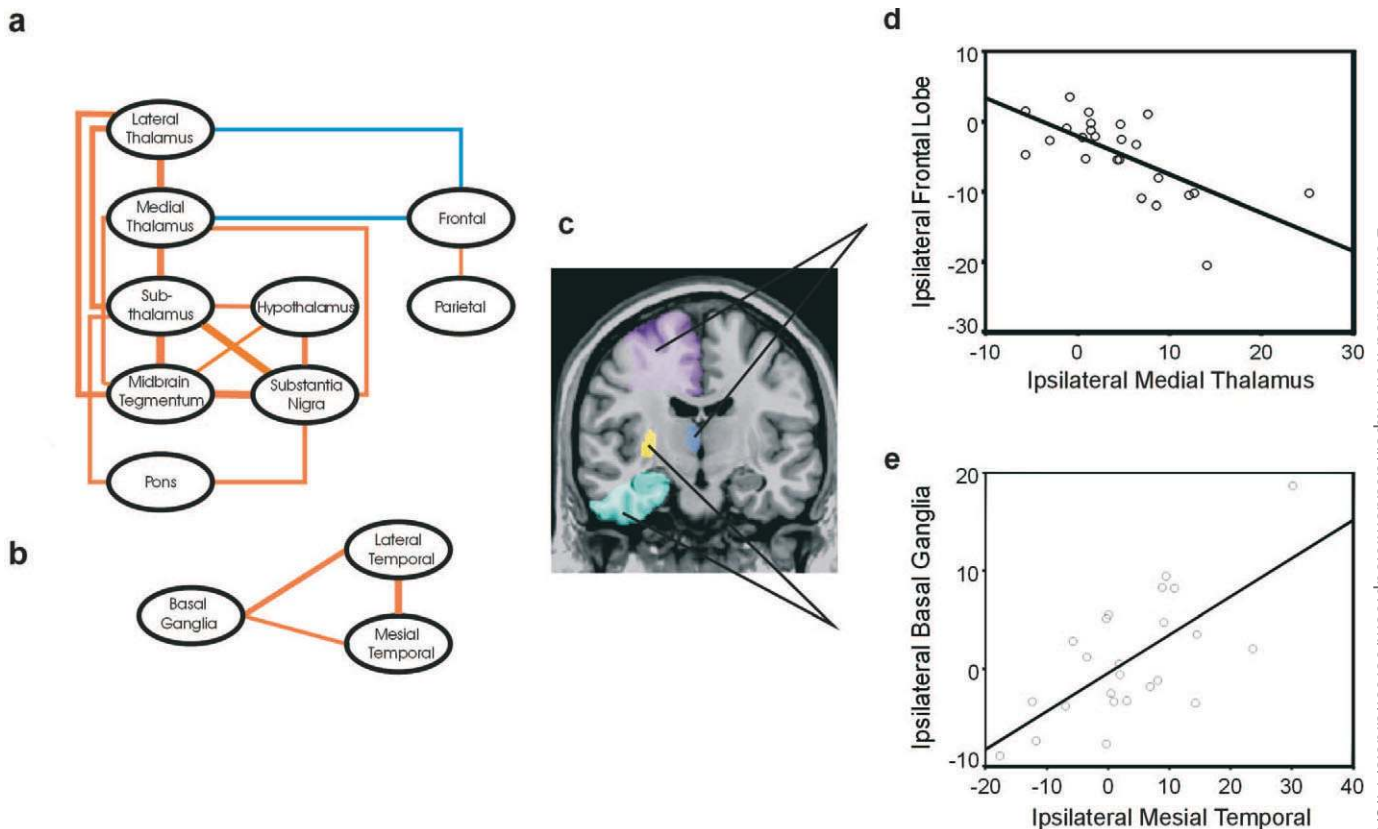 a
Lateral
Thalamus
Medial
Thalamus
Sub-
thalamus
Hypothalamus
Midbrain
Tegmentum
Substantia
Nigra
Pons
Frontal
Parietal
b
Basal
Ganglia
Lateral
Temporal
Mesial
Temporal
c
d
Ipsilateral Frontal Lobe
10
0
-10
-20
-30
-10
0
10
20
30
Ipsilateral Medial Thalamus
e
Ipsilateral Basal Ganglia
20
10
0
-10
-20
-10
0
10
20
30
40
Ipsilateral Mesial Temporal